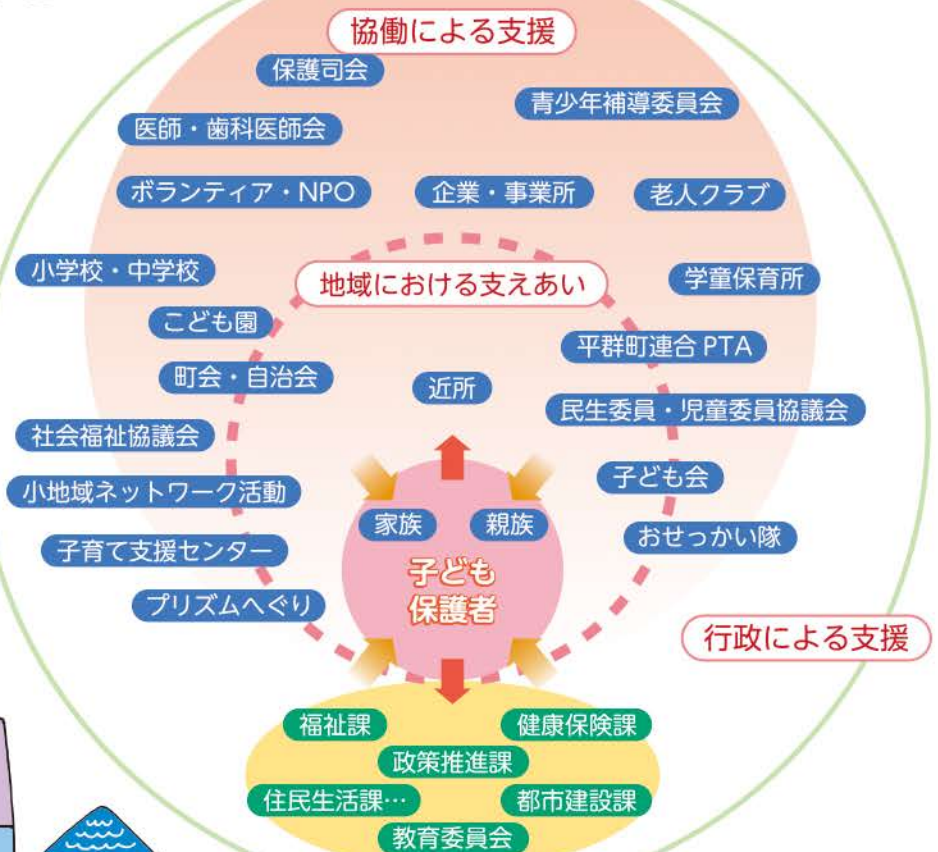 協働による支援
保護司会
青少年補導委員会
医師・歯科医師会
ボランティア・NPO
企業・事業所
老人クラブ
小学校・中学校
地域における支えあい
学童保育所
こども園
平群町連合 PTA
町会・自治会
近所
民生委員・児童委員協議会
社会福祉協議会
子ども会
小地域ネットワーク活動
家族
親族
おせっかい隊
子育て支援センター
子ども
保護者
プリズムへぐり
行政による支援
福祉課
健康保険課
政策推進課
住民生活課…
都市建設課
教育委員会